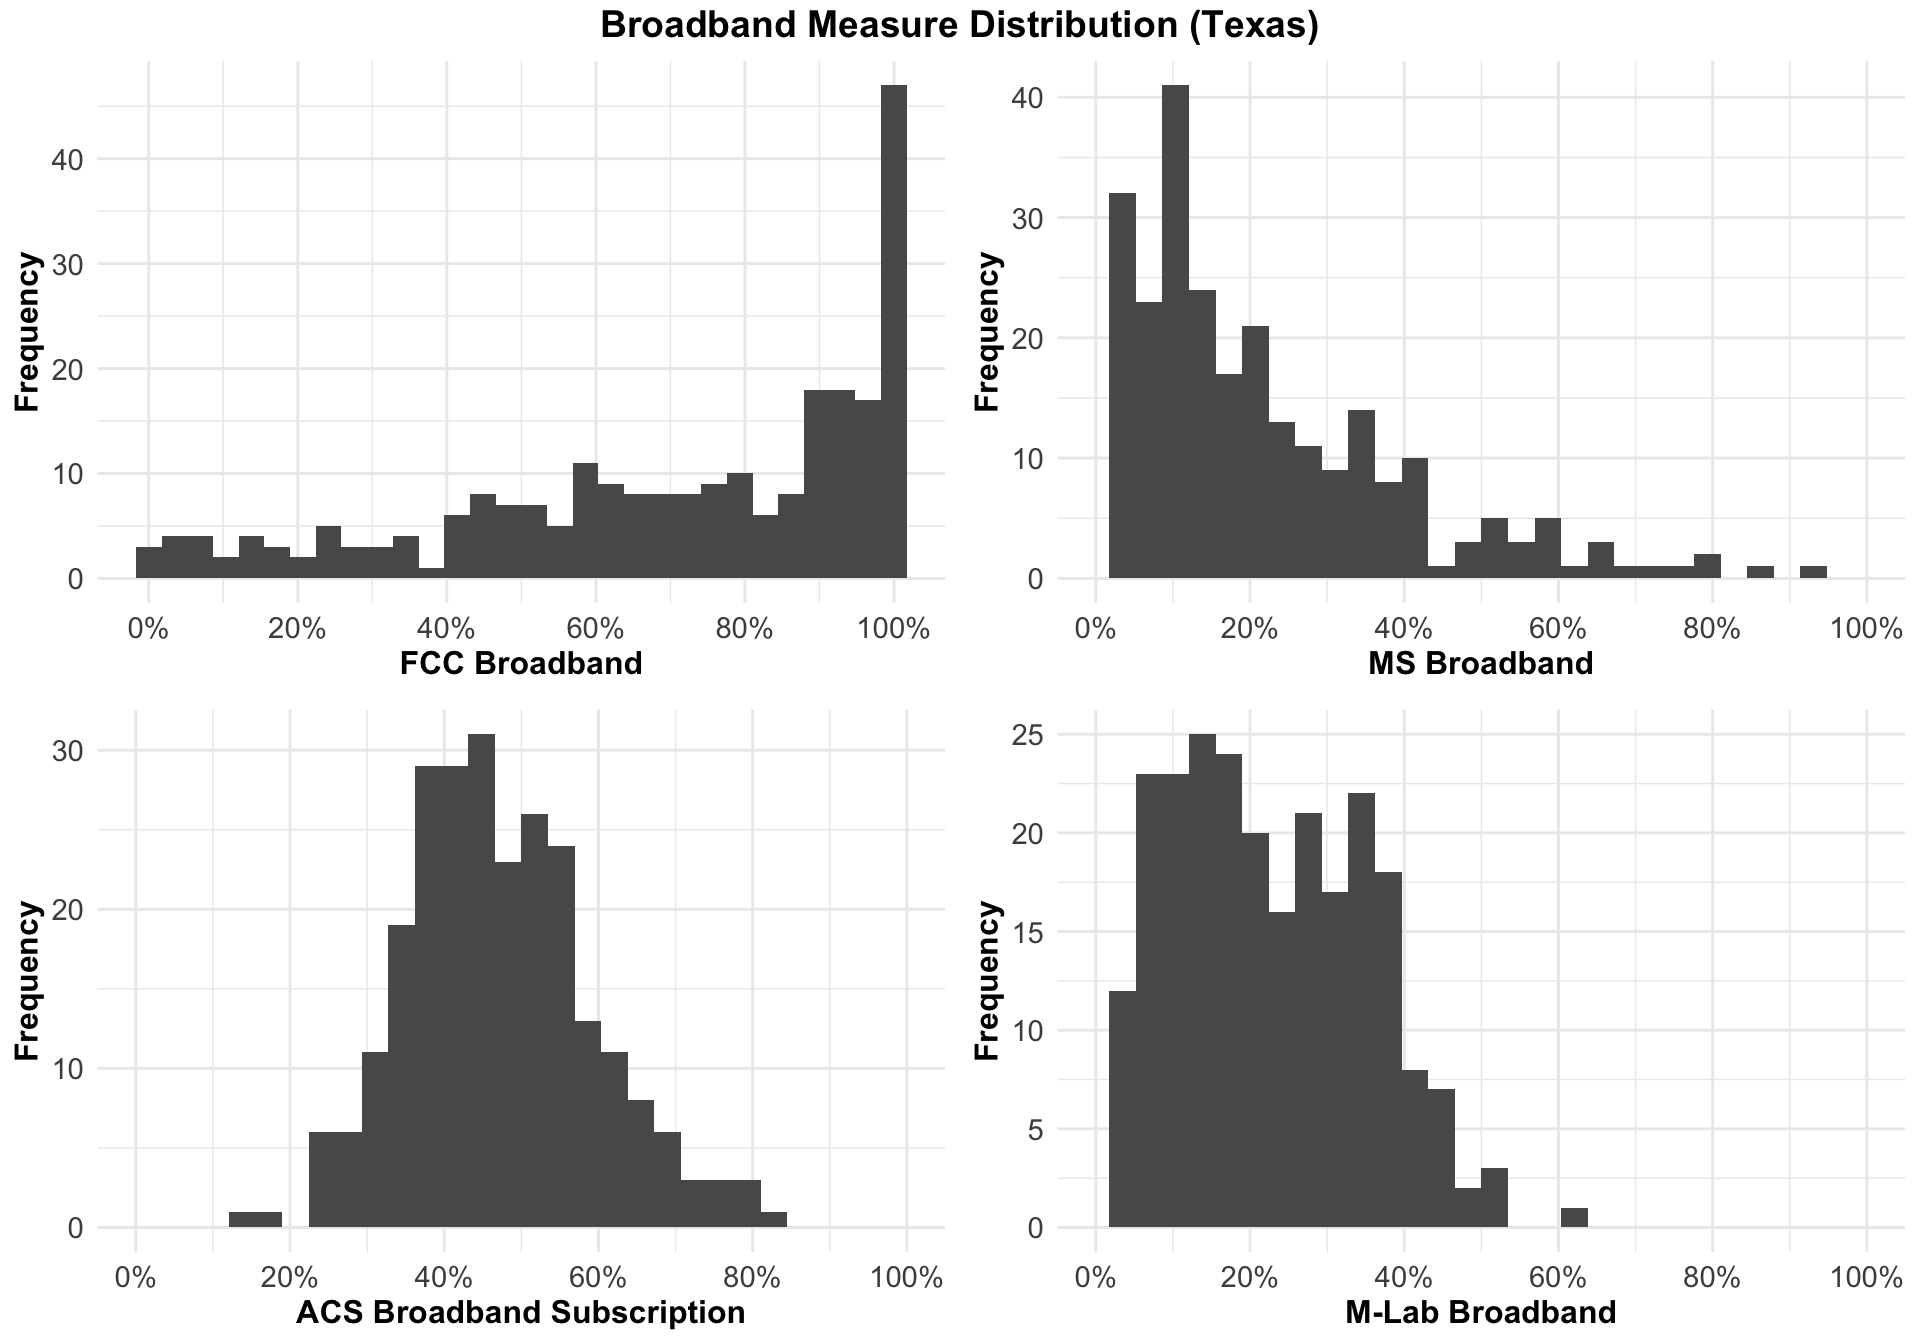 Broadband Measure Distribution (Texas)
Frequency
40
30
20
10
0
0% 20% 40% 60% 80% 100%
FCC Broadband
Frequency
40
30
20
10
0
0% 20% 40% 60% 80% 100%
MS Broadband
Frequency
30
20
10
0
0% 20% 40% 60% 80% 100%
ACS Broadband Subscription
Frequency
25
20
15
10
5
0
0% 20% 40% 60% 80% 100%
M-Lab Broadband